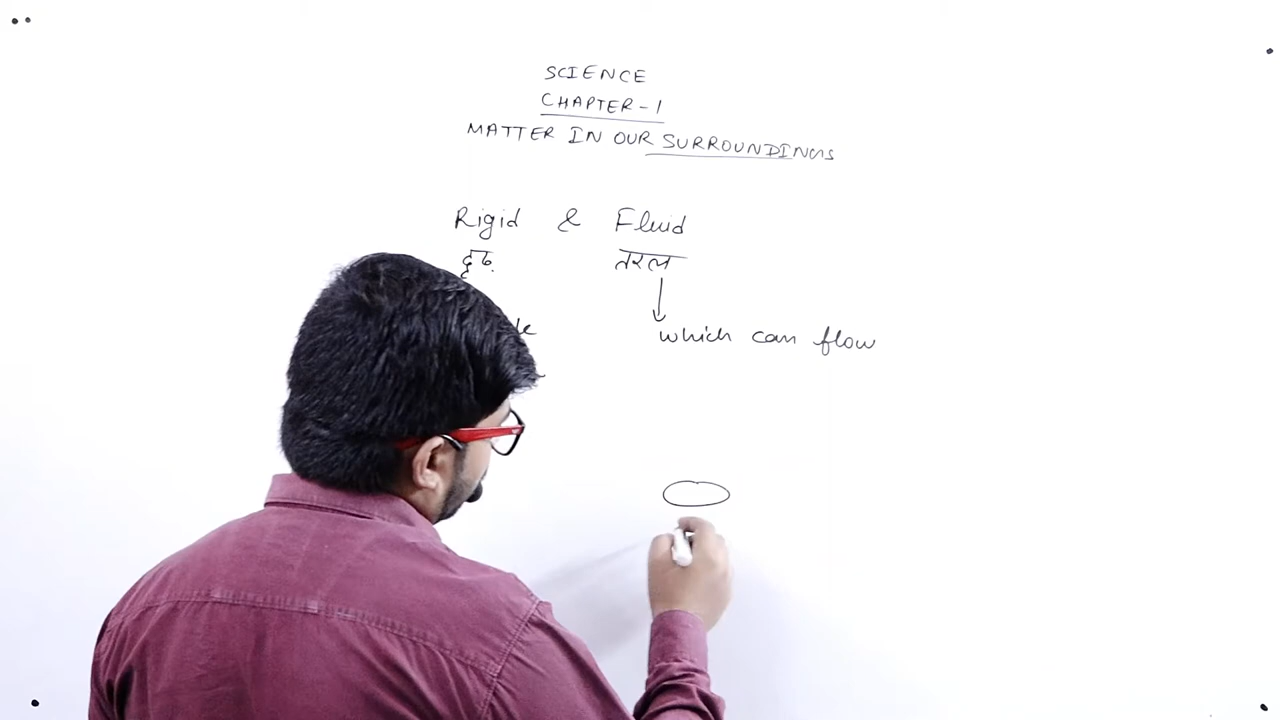 SCIENCE
CHAPTER-1
MATTER IN OUR SURROUNDINGS
Rigid & Fluid
दृढ़ तरल
which can flow